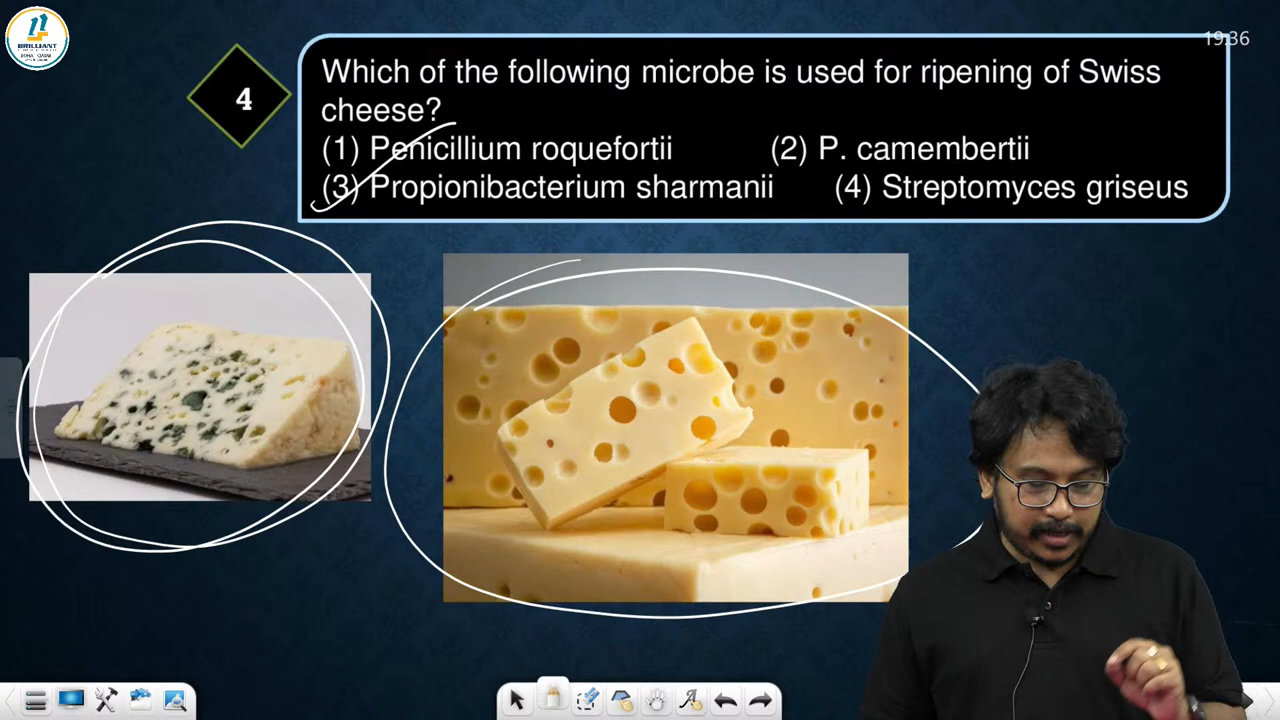 BRILLIANT
19:36
4
Which of the following microbe is used for ripening of Swiss
cheese?
(1) Penicillium roquefortii (2) P. camembertii
(3) Propionibacterium sharmanii (4) Streptomyces griseus